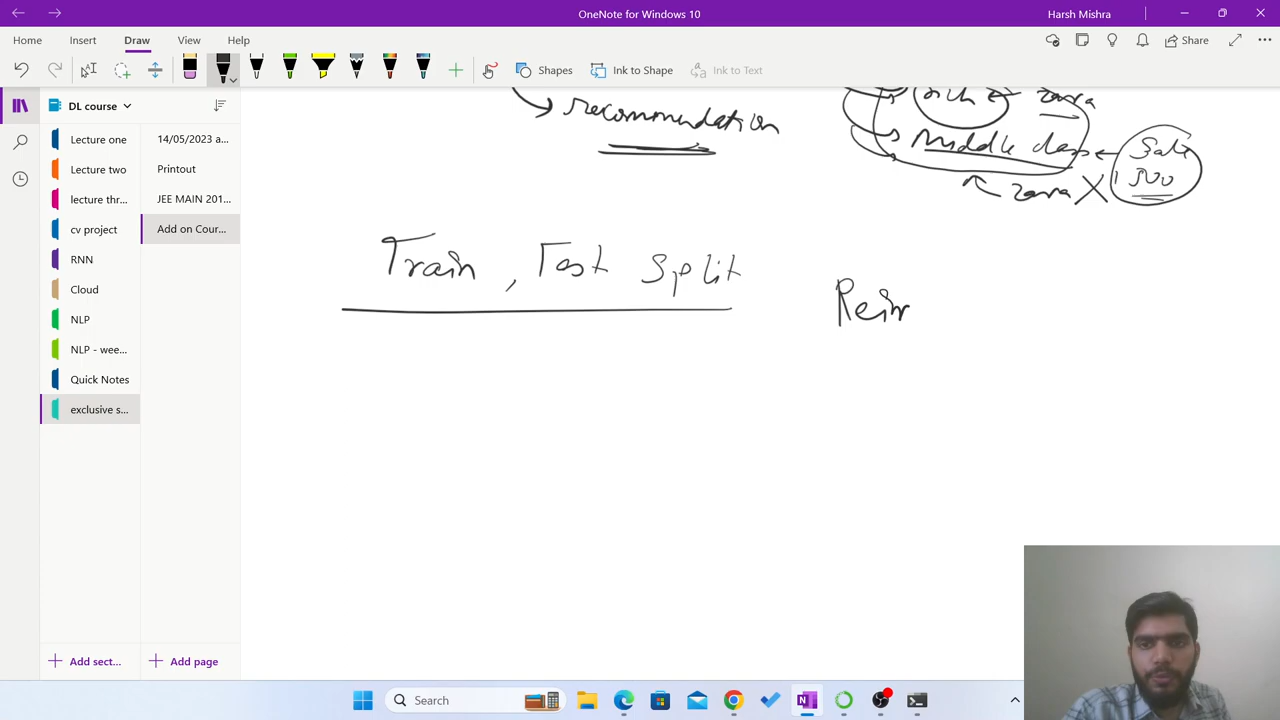 OneNote for Windows 10
Harsh Mishra
Home Insert Draw View Help
Share
Shapes
Ink to Shape
Ink to Text
DL course
Lecture one
Lecture two
lecture thr...
cv project
RNN
Cloud
NLP
NLP - wee...
Quick Notes
exclusive s...
Add sect...
14/05/2023 a...
Printout
JEE MAIN 201...
Add on Cour...
Add page
recommendation
rich zara
middle class
Sale
500
zara X
Train, Test Split
Rein
Search